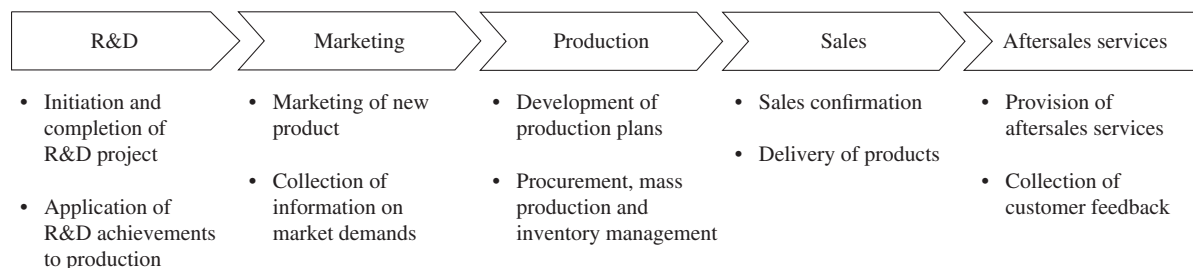 R&D
Marketing
Production
Sales
Aftersales services
• Initiation and
completion of
R&D project
• Application of
R&D achievements
to production
• Marketing of new
product
• Collection of
information on
market demands
• Development of
production plans
• Procurement, mass
production and
inventory management
• Sales confirmation
• Delivery of products
• Provision of
aftersales services
• Collection of
customer feedback